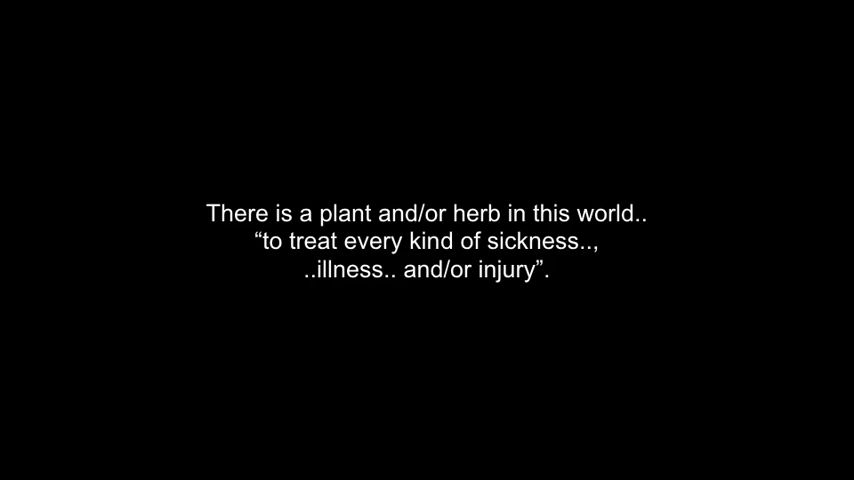 There is a plant and/or herb in this world..
“to treat every kind of sickness..,
..illness.. and/or injury”.